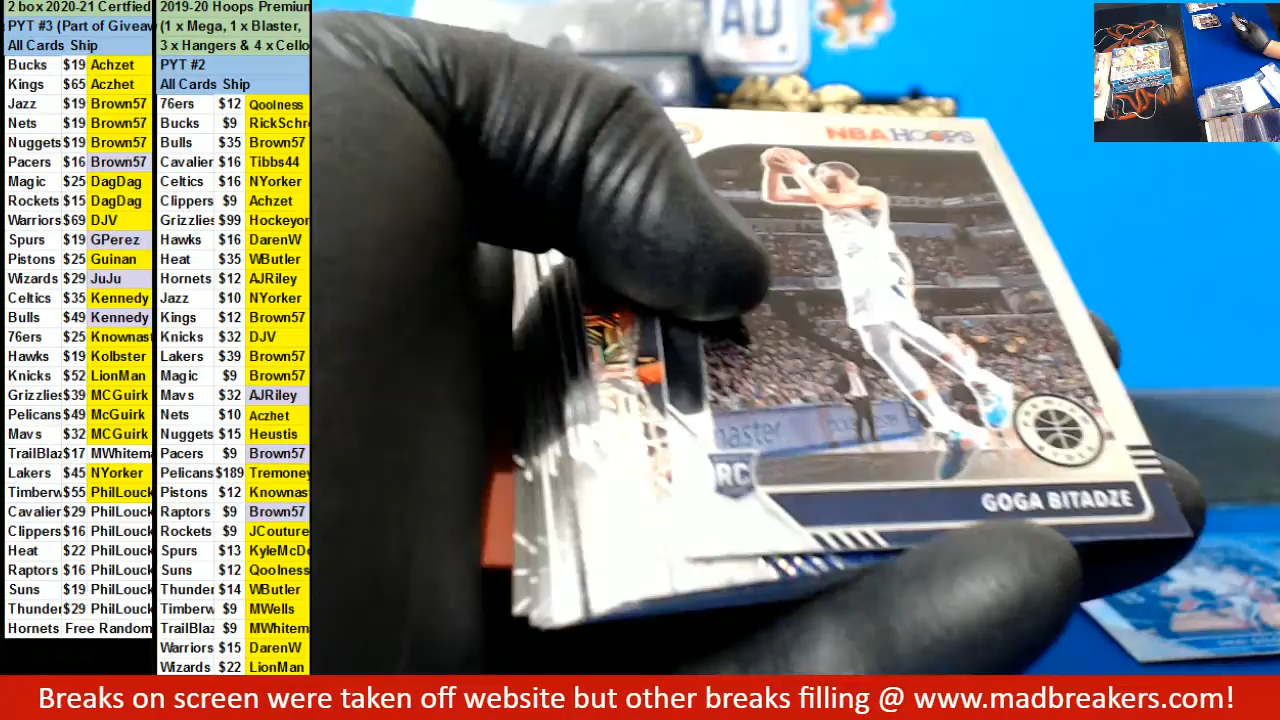 2 box 2020-21 Certfied
PYT #3 (Part of Giveaw
All Cards Ship
Bucks $19 Achzet
Kings $65 Aczhet
Jazz $19 Brown57
Nets $19 Brown57
Nuggets $19 Brown57
Pacers $16 Brown57
Magic $25 DagDag
Rockets $15 DagDag
Warriors $69 DJV
Spurs $19 GPerez
Pistons $25 Guinan
Wizards $29 JuJu
Celtics $35 Kennedy
Bulls $49 Kennedy
76ers $25 Knownas
Hawks $19 Kolbster
Knicks $52 LionMan
Grizzlies $39 MCGuirk
Pelicans $49 McGuirk
Mavs $32 MCGuirk
TrailBlaz $17 MWhitem
Lakers $45 NYorker
Timberw $55 PhilLouck
Cavalier $29 PhilLouck
Clippers $16 PhilLouck
Heat $22 PhilLouck
Raptors $16 PhilLouck
Suns $19 PhilLouck
Thunder $29 PhilLouck
Hornets Free Random
2019-20 Hoops Premium
(1 x Mega, 1 x Blaster,
3 x Hangers & 4 x Cello
PYT #2
All Cards Ship
76ers $12 Qoolness
Bucks $9 RickSchr
Bulls $35 Brown57
Cavalier $16 Tibbs44
Celtics $16 NYorker
Clippers $9 Achzet
Grizzlies $99 Hockeyor
Hawks $16 DarenW
Heat $35 WButler
Hornets $12 AJRiley
Jazz $10 NYorker
Kings $12 Brown57
Knicks $32 DJV
Lakers $39 Brown57
Magic $9 Brown57
Mavs $32 AJRiley
Nets $10 Aczhet
Nuggets $15 Heustis
Pacers $9 Brown57
Pelicans $189 Tremoney
Pistons $12 Knownas
Raptors $9 Brown57
Rockets $9 JCouture
Spurs $13 KyleMcDo
Suns $12 Qoolness
Thunder $14 WButler
Timberw $9 MWells
TrailBlaz $9 MWhitem
Warriors $15 DarenW
Wizards $22 LionMan
AU
NBA HOOPS
RC
GOGA BITADZE
Breaks on screen were taken off website but other breaks filling @ www.madbreakers.com!